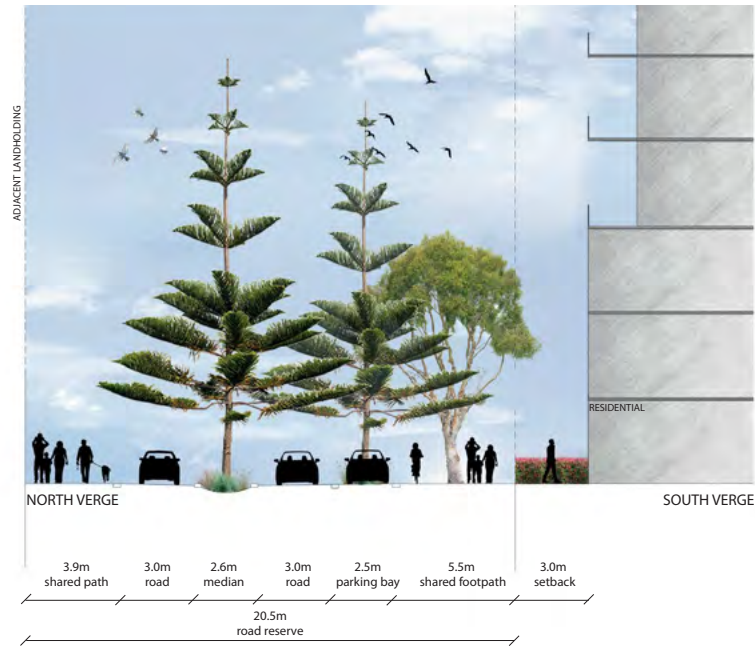 ADJACENT LANDHOLDING
RESIDENTIAL
NORTH VERGE
SOUTH VERGE
3.9m
shared path
3.0m
road
2.6m
median
3.0m
road
2.5m
parking bay
5.5m
shared footpath
3.0m
setback
20.5m
road reserve